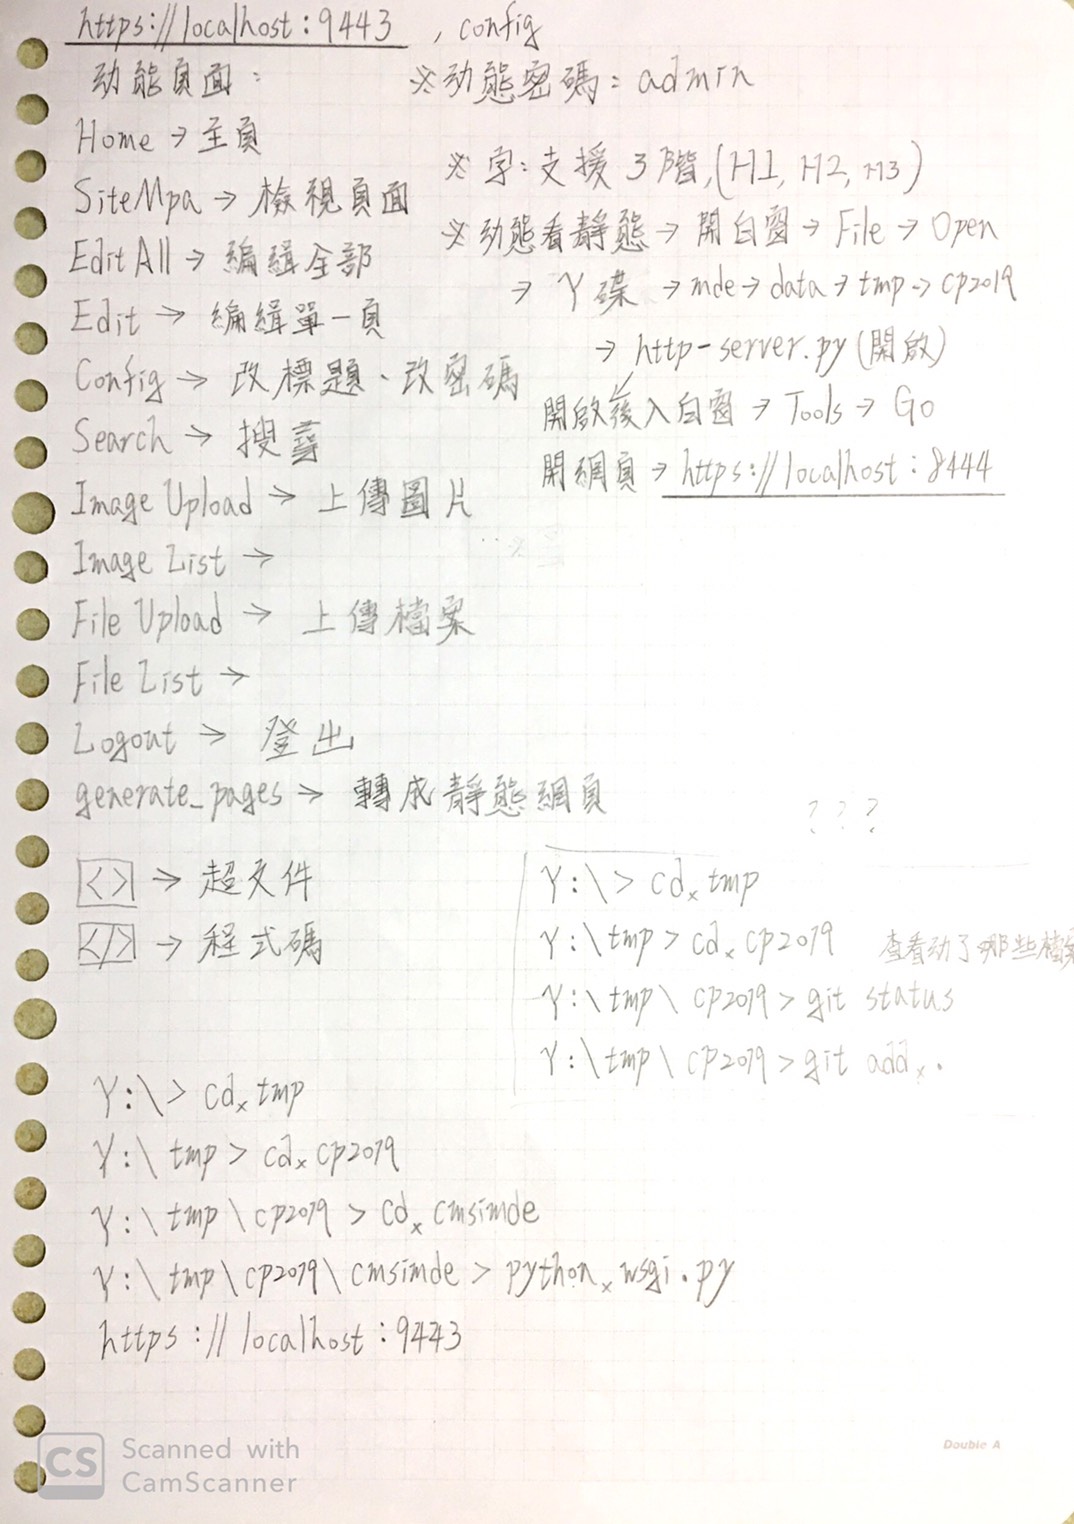 https://localhost:9443 , config
动態頁面：
※动態密碼：admin
Home → 主頁
SiteMpa → 檢視頁面
Edit All → 編緝全部
Edit → 編緝單一頁
Config → 改標題、改密碼
Search → 搜尋
Image Upload → 上傳圖片
Image List →
File Upload → 上傳檔案
File List →
Logout → 登出
generate_pages → 轉成靜態網頁
<> → 超文件
</> → 程式碼
※ 字：支援 3階,(H1, H2, H3)
※动態看靜態 → 開白窗 → File → Open
→ Y碟 → mde → data → tmp → cp2019
→ http-server.py (開啟)
開啟後入白窗 → Tools → Go
開網頁 → https://localhost:8444
???
Y:\> cd×tmp
Y:\tmp> cd×cp2019
查看动了哪些檔案
Y:\tmp\cp2019> git status
Y:\tmp\cp2019> git add×.
Y:\> cd×tmp
Y:\tmp> cd×cp2019
Y:\tmp\cp2019> cd×cmsimde
Y:\tmp\cp2019\cmsimde> python×wsgi.py
https://localhost:9443
Double A
CS Scanned with
CamScanner